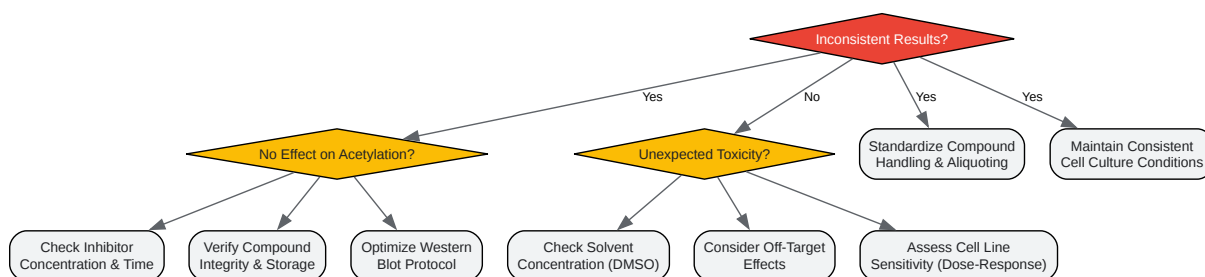 Inconsistent Results?
Yes
No
Yes
Yes
No Effect on Acetylation?
Unexpected Toxicity?
Standardize Compound
Handling & Aliquoting
Maintain Consistent
Cell Culture Conditions
Check Inhibitor
Concentration & Time
Verify Compound
Integrity & Storage
Optimize Western
Blot Protocol
Check Solvent
Concentration (DMSO)
Consider Off-Target
Effects
Assess Cell Line
Sensitivity (Dose-Response)